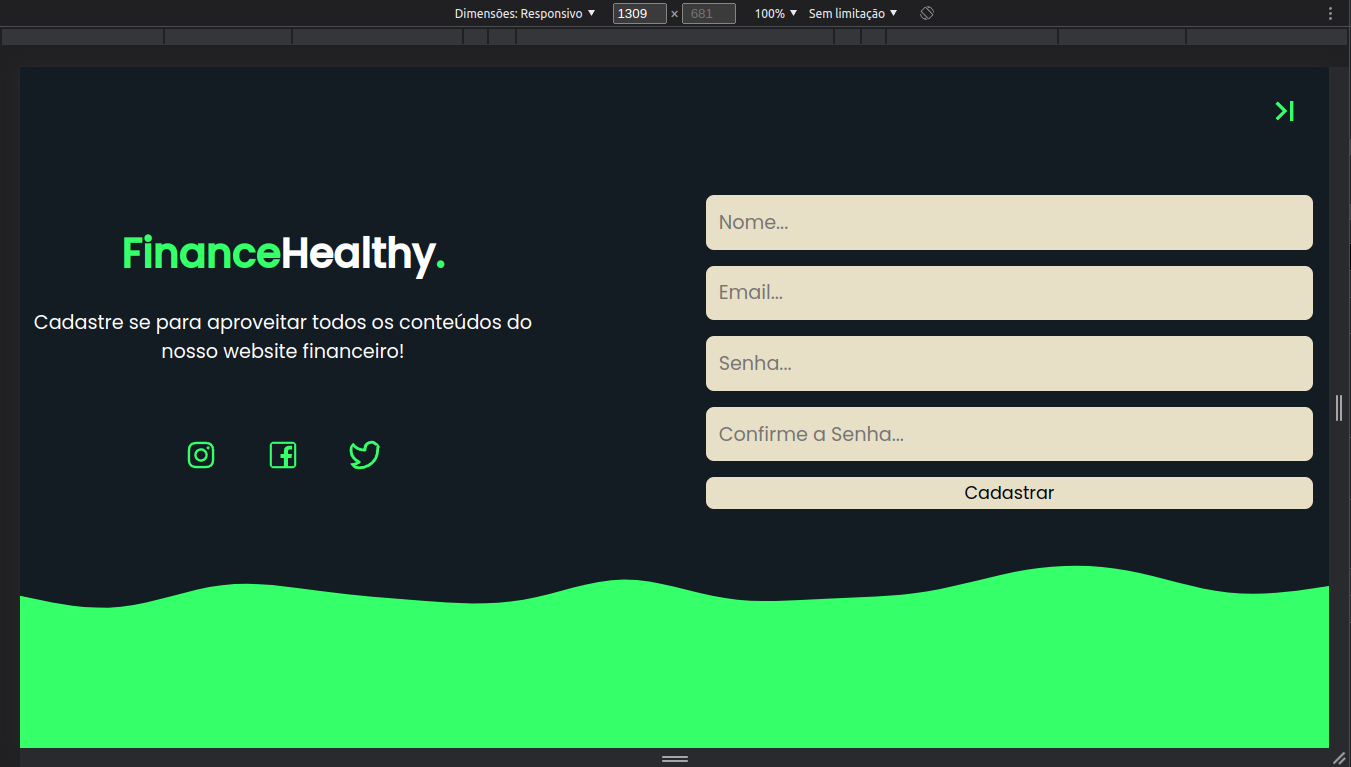 Dimensões: Responsivo 1309 × 681 100% Sem limitação
FinanceHealthy.
Cadastre se para aproveitar todos os conteúdos do
nosso website financeiro!
Nome...
Email...
Senha...
Confirme a Senha...
Cadastrar